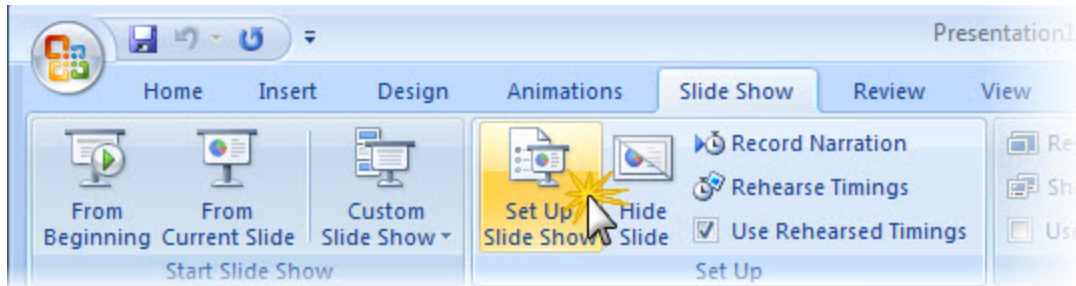 Presentation1
Home Insert Design Animations Slide Show Review View
From Beginning
From Current Slide
Custom Slide Show
Set Up Slide Show
Hide Slide
Record Narration
Rehearse Timings
Use Rehearsed Timings
Start Slide Show
Set Up